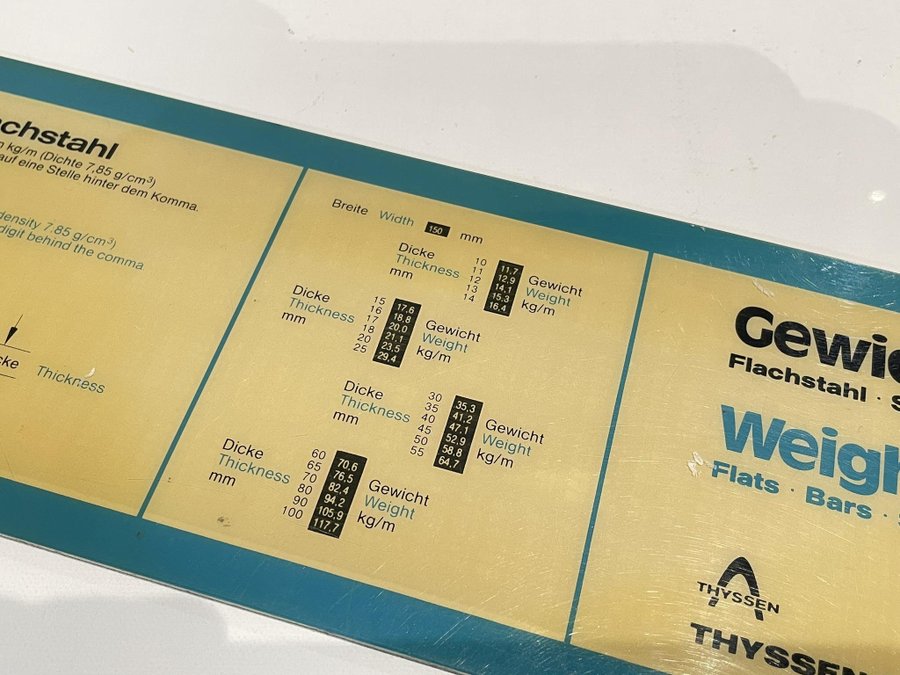 achstahl
kg/m (Dichte 7,85 g/cm³)
auf eine Stelle hinter dem Komma.
density 7.85 g/cm³)
digit behind the comma
Thickness
Breite Width 150 mm
Dicke
Thickness
mm
10 11,7
11 12,9
12 14,1
13 15,3
14 16,4
Gewicht
Weight
kg/m
Dicke
Thickness
mm
15 17,6
16 18,8
17 20,0
18 21,1
20 23,5
25 29,4
Gewicht
Weight
kg/m
Dicke
Thickness
mm
30 35,3
35 41,2
40 47,1
45 52,9
50 58,8
55 64,7
Gewicht
Weight
kg/m
Dicke
Thickness
mm
60 70,6
65 76,5
70 82,4
80 94,2
90 105,9
100 117,7
Gewicht
Weight
kg/m
Gewic
Flachstahl · S
Weigh
Flats · Bars · S
THYSSEN
THYSSEN